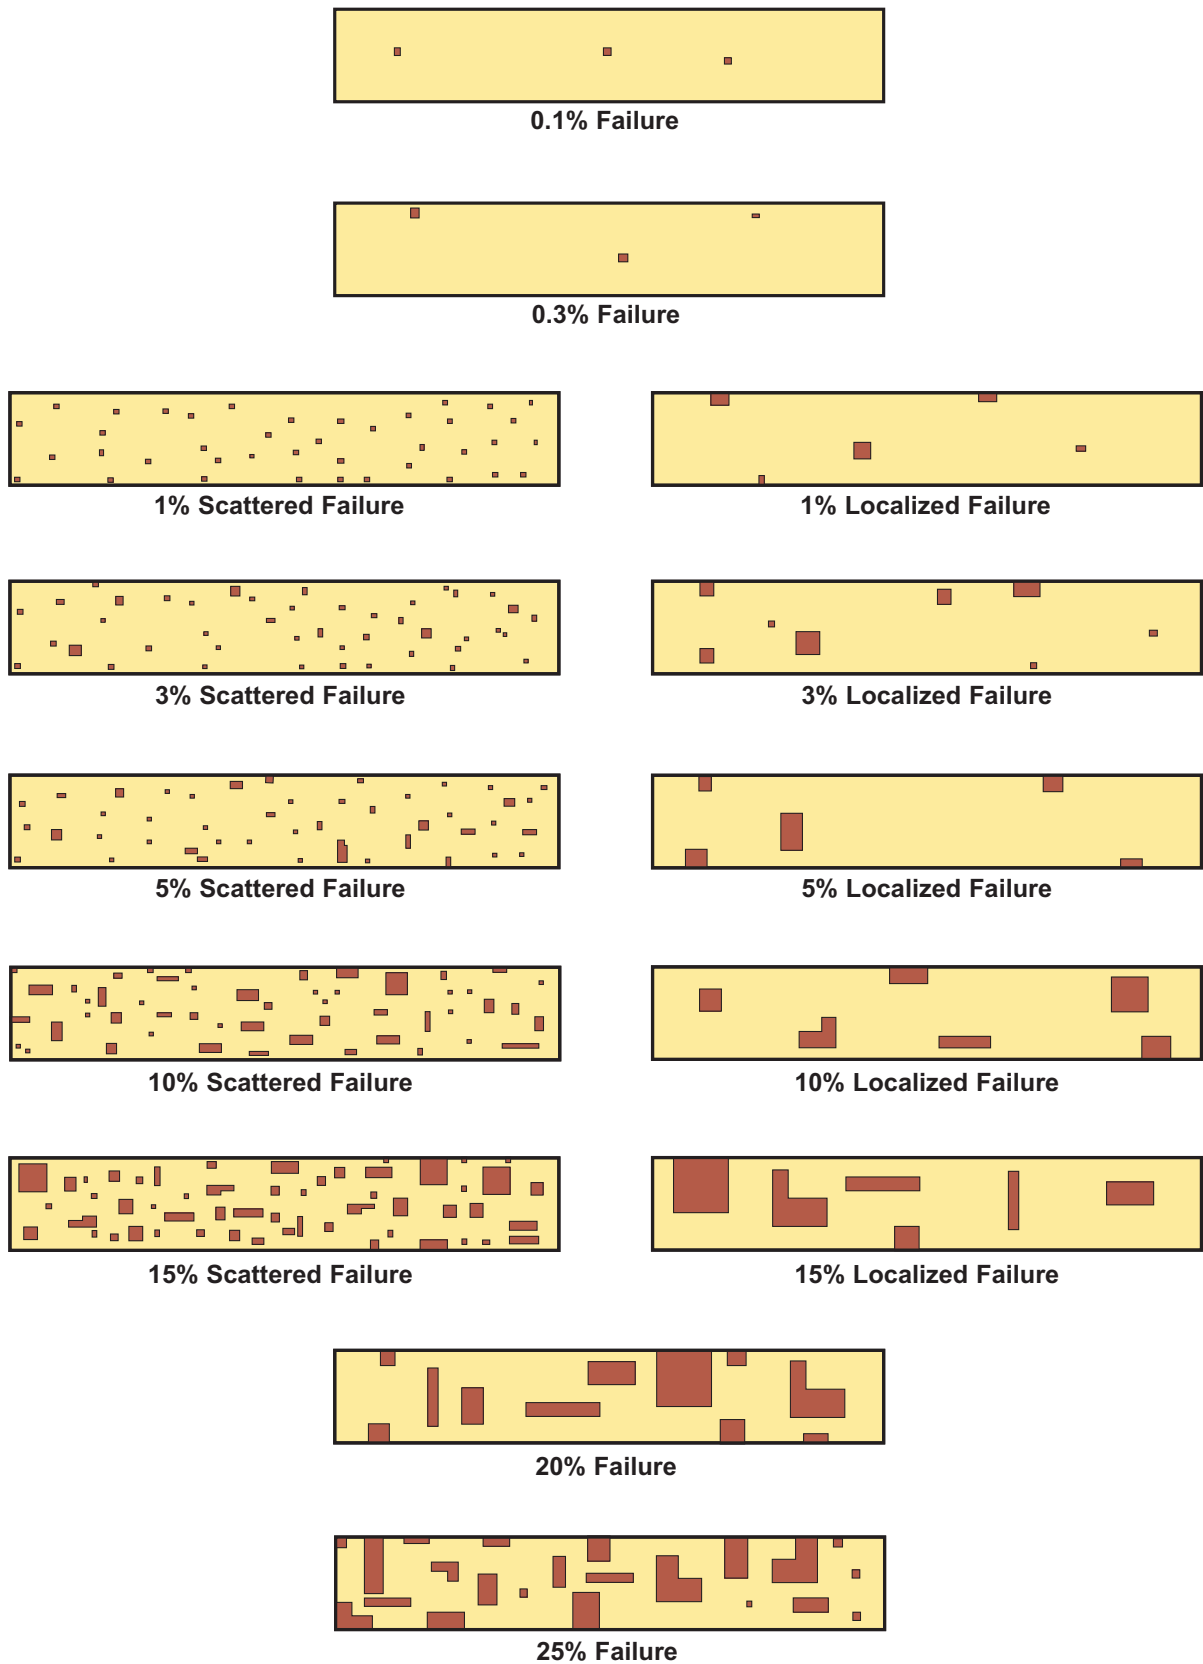 0.1% Failure
0.3% Failure
1% Scattered Failure
1% Localized Failure
3% Scattered Failure
3% Localized Failure
5% Scattered Failure
5% Localized Failure
10% Scattered Failure
10% Localized Failure
15% Scattered Failure
15% Localized Failure
20% Failure
25% Failure